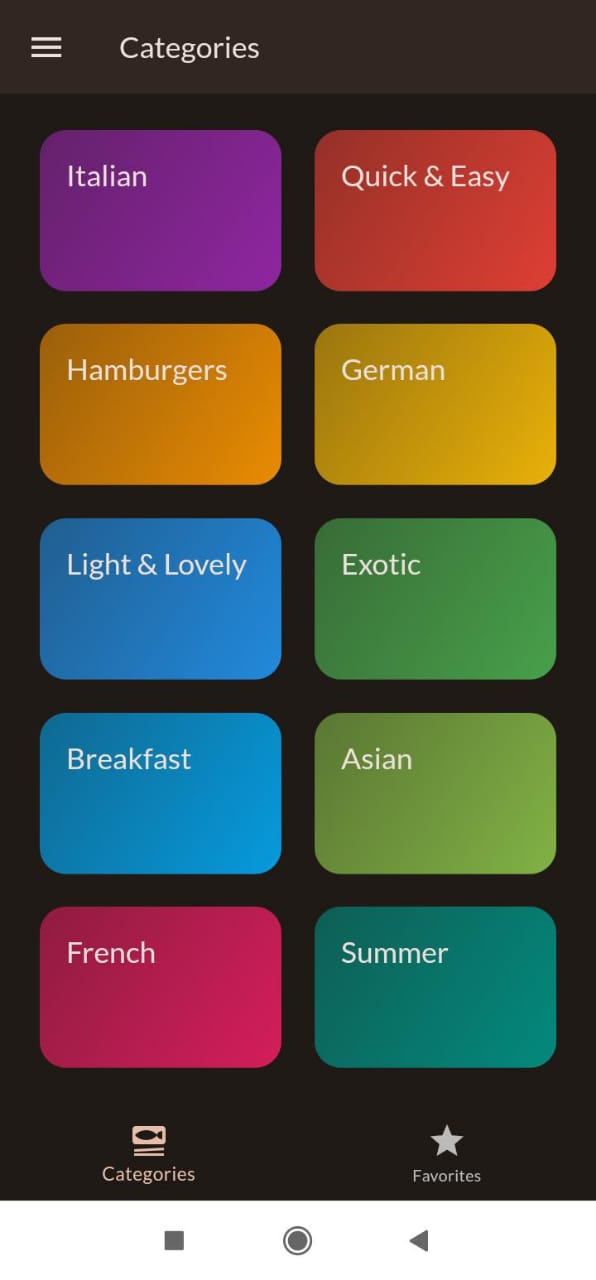 Categories
Italian
Quick & Easy
Hamburgers
German
Light & Lovely
Exotic
Breakfast
Asian
French
Summer
Categories
Favorites